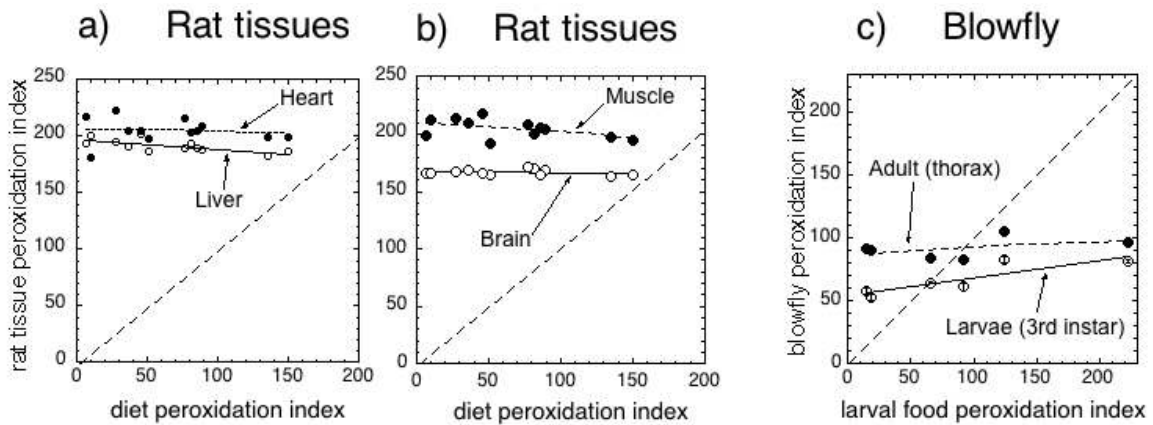 a) Rat tissues
rat tissue peroxidation index
250
200
150
100
50
0
Heart
Liver
0 50 100 150 200
diet peroxidation index
b) Rat tissues
250
200
150
100
50
0
Muscle
Brain
0 50 100 150 200
diet peroxidation index
c) Blowfly
blowfly peroxidation index
200
150
100
50
0
Adult (thorax)
Larvae (3rd instar)
0 50 100 150 200
larval food peroxidation index